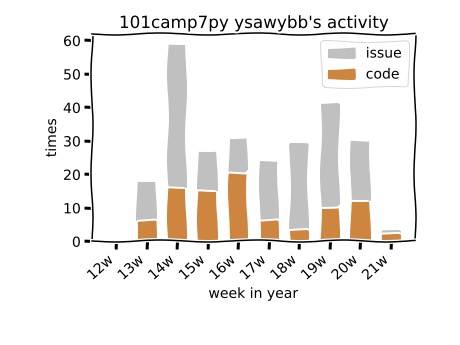 101camp7py ysawybb's activity
issue
code
times
60
50
40
30
20
10
0
12w 13w 14w 15w 16w 17w 18w 19w 20w 21w
week in year